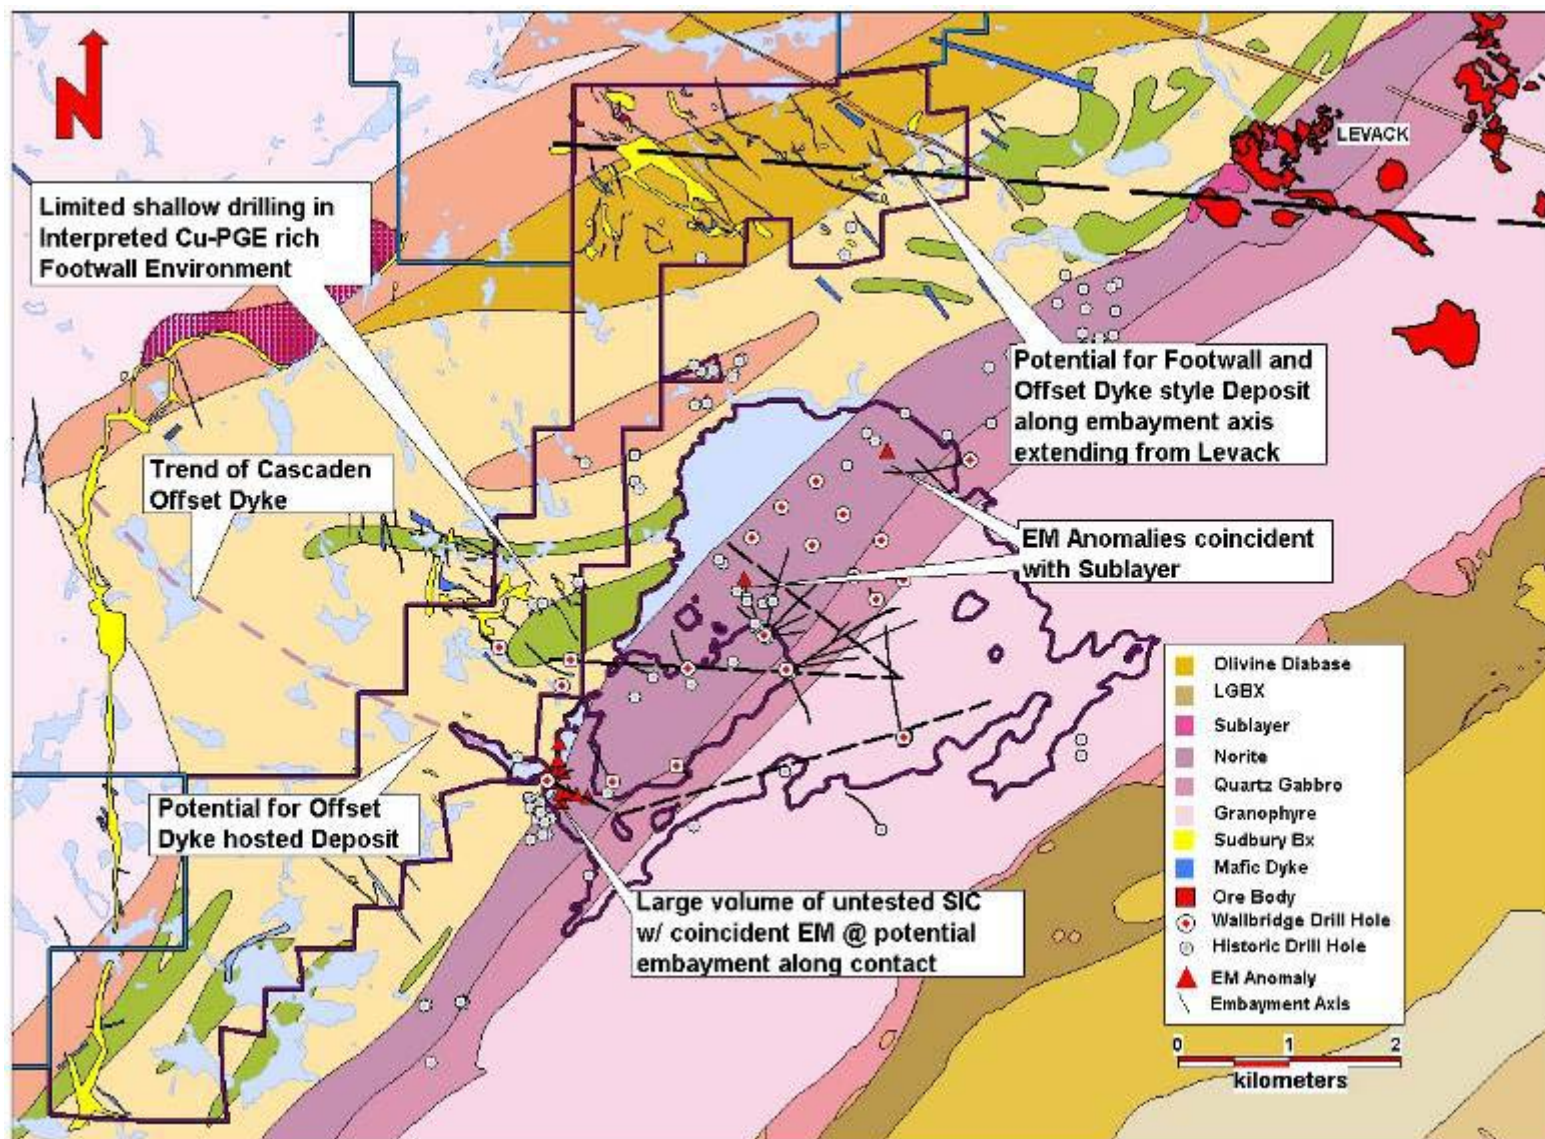 N
LEVACK
Limited shallow drilling in
Interpreted Cu-PGE rich
Footwall Environment
Potential for Footwall and
Offset Dyke style Deposit
along embayment axis
extending from Levack
Trend of Cascaden
Offset Dyke
EM Anomalies coincident
with Sublayer
Potential for Offset
Dyke hosted Deposit
Large volume of untested SIC
w/ coincident EM @ potential
embayment along contact
Olivine Diabase
LGBX
Sublayer
Norite
Quartz Gabbro
Granophyre
Sudbury Bx
Mafic Dyke
Ore Body
Wallbridge Drill Hole
Historic Drill Hole
EM Anomaly
Embayment Axis
0 1 2
kilometers